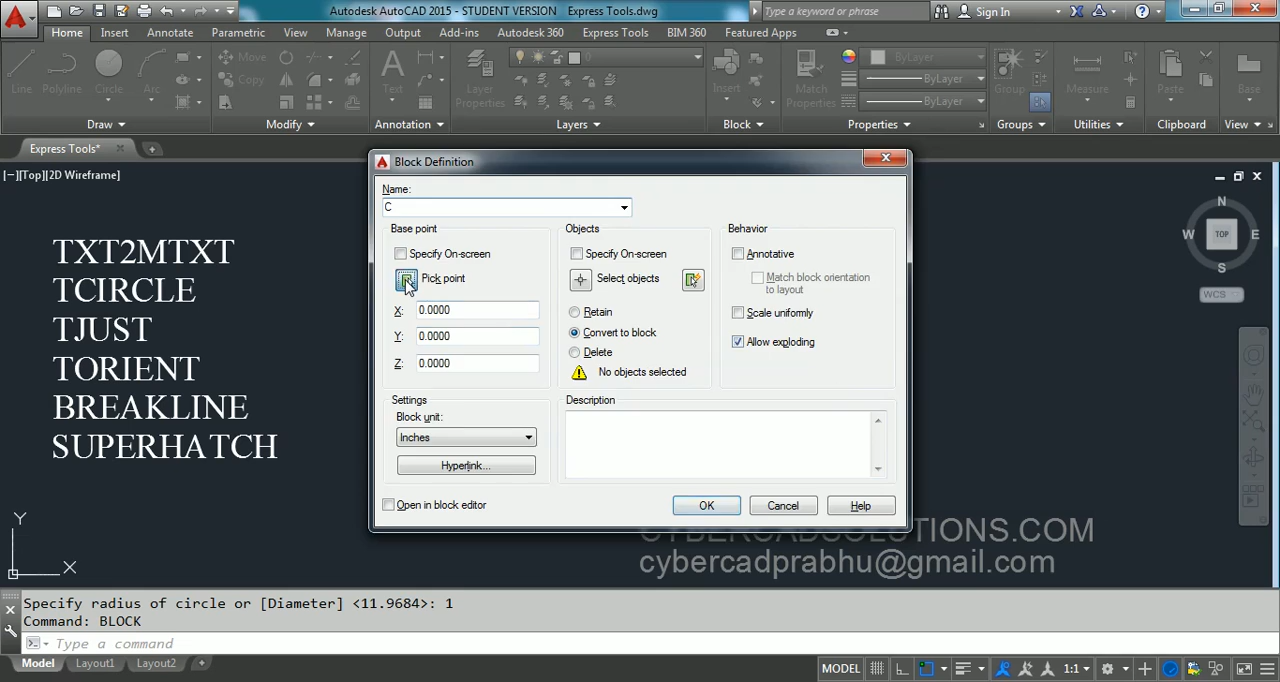 Autodesk AutoCAD 2015 - STUDENT VERSION Express Tools.dwg
Type a keyword or phrase
Sign In
Home Insert Annotate Parametric View Manage Output Add-ins Autodesk 360 Express Tools BIM 360 Featured Apps
Line Polyline Circle Arc
Move
Copy
Text
Layer Properties
0
Insert
Match Properties
ByLayer
ByLayer
ByLayer
Group
Measure
Paste
Base
Draw Modify Annotation Layers Block Properties Groups Utilities Clipboard View
Express Tools*
[−][Top][2D Wireframe]
TXT2MTXT
TCIRCLE
TJUST
TORIENT
BREAKLINE
SUPERHATCH
Block Definition
Name:
C
Base point
Specify On-screen
Pick point
X: 0.0000
Y: 0.0000
Z: 0.0000
Objects
Specify On-screen
Select objects
Retain
Convert to block
Delete
No objects selected
Behavior
Annotative
Match block orientation
to layout
Scale uniformly
Allow exploding
Settings
Block unit:
Inches
Hyperlink...
Description
Open in block editor
OK Cancel Help
N
W TOP E
S
WCS
Y
X
CYBERCADSOLUTIONS.COM
cybercadprabhu@gmail.com
Specify radius of circle or [Diameter] <11.9684>: 1
Command: BLOCK
Type a command
Model Layout1 Layout2 +
MODEL 1:1